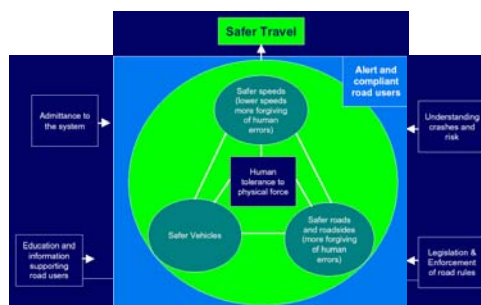 Safer Travel
Alert and
compliant
road users
Safer speeds
(lower speeds
more forgiving
of human
errors)
Admittance to
the system
Understanding
crashes and
risk
Human
tolerance to
physical force
Safer Vehicles
Safer roads
and roadsides
(more forgiving
of human
errors)
Education and
information
supporting
road users
Legislation &
Enforcement
of road rules